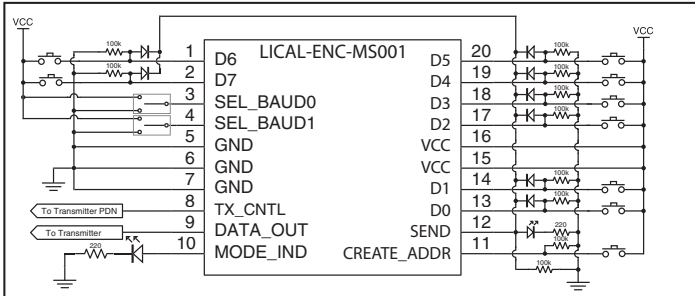 VCC
100k
100k
LICAL-ENC-MS001
1 D6
2 D7
3 SEL_BAUD0
4 SEL_BAUD1
5 GND
6 GND
7 GND
8 TX_CNTL
9 DATA_OUT
10 MODE_IND
To Transmitter PDN
To Transmitter
220
D5 20
D4 19
D3 18
D2 17
VCC 16
VCC 15
D1 14
D0 13
SEND 12
CREATE_ADDR 11
VCC
100k
100k
100k
100k
100k
100k
220
100k
100k